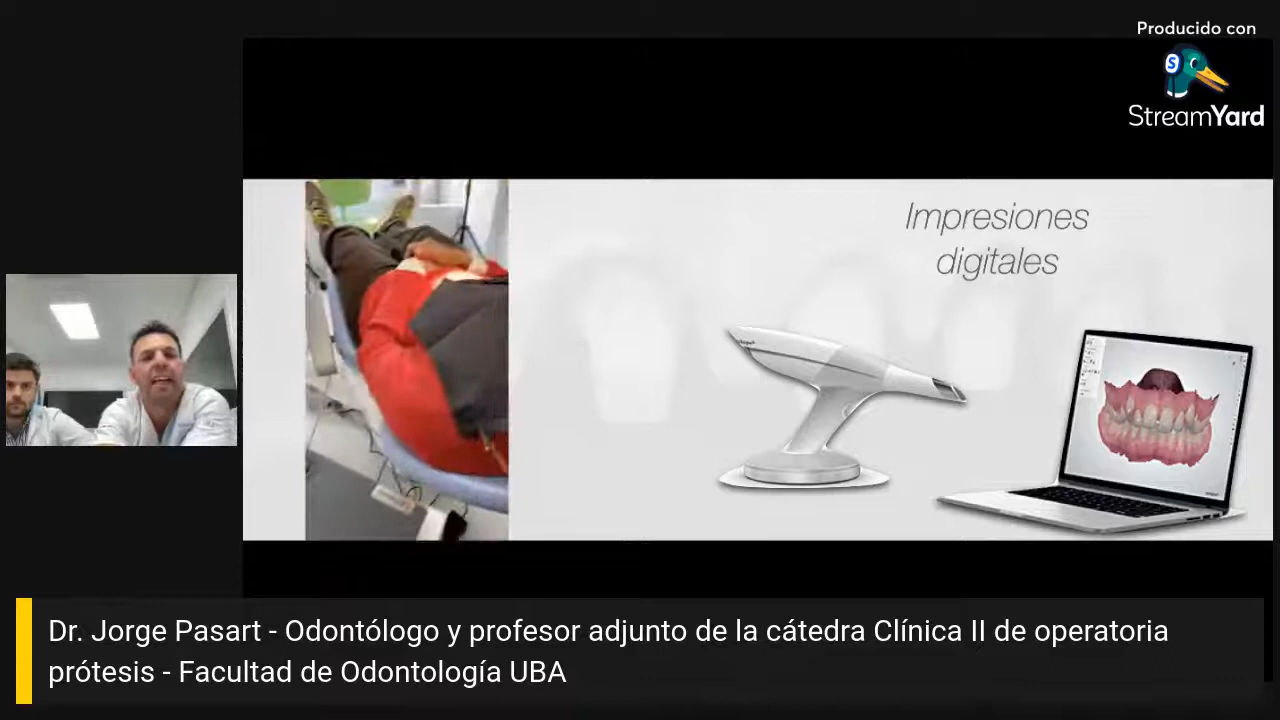 Producido con
StreamYard
Impresiones
digitales
Dr. Jorge Pasart - Odontólogo y profesor adjunto de la cátedra Clínica II de operatoria
prótesis - Facultad de Odontología UBA